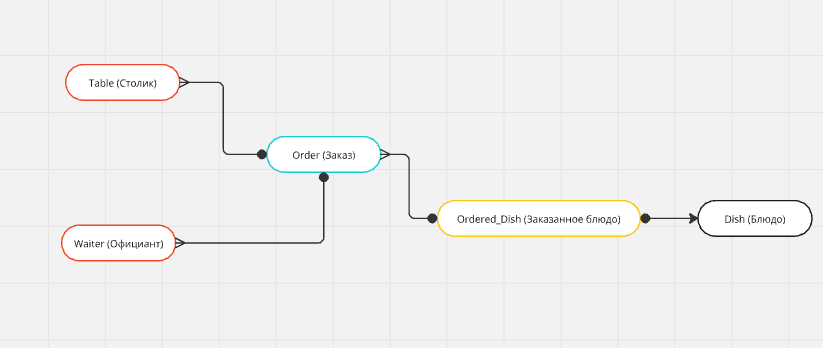 Table (Столик)
Order (Заказ)
Ordered_Dish (Заказанное блюдо)
Dish (Блюдо)
Waiter (Официант)